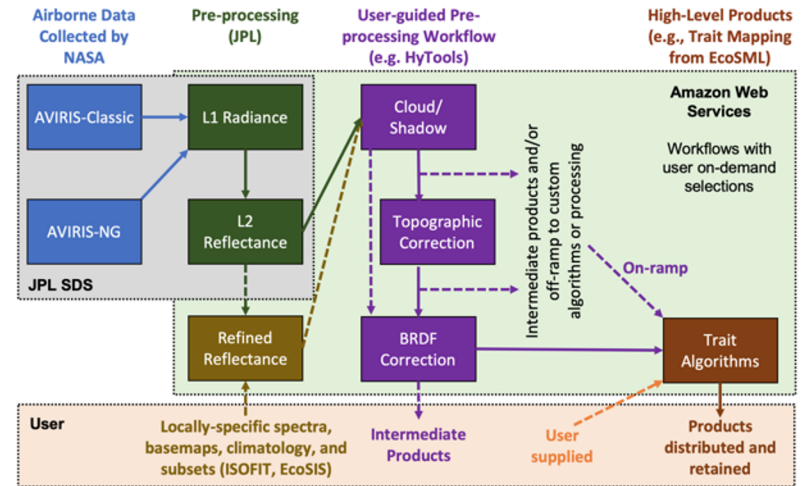 Airborne Data
Collected by
NASA
Pre-processing
(JPL)
User-guided Pre-
processing Workflow
(e.g. HyTools)
High-Level Products
(e.g., Trait Mapping
from EcoSML)
AVIRIS-Classic
L1 Radiance
Cloud/
Shadow
Amazon Web
Services
Workflows with
user on-demand
selections
AVIRIS-NG
L2
Reflectance
Topographic
Correction
Intermediate products and/or
off-ramp to custom
algorithms or processing
On-ramp
JPL SDS
Refined
Reflectance
BRDF
Correction
Trait
Algorithms
User
Locally-specific spectra,
basemaps, climatology, and
subsets (ISOFIT, EcoSIS)
Intermediate
Products
User
supplied
Products
distributed and
retained